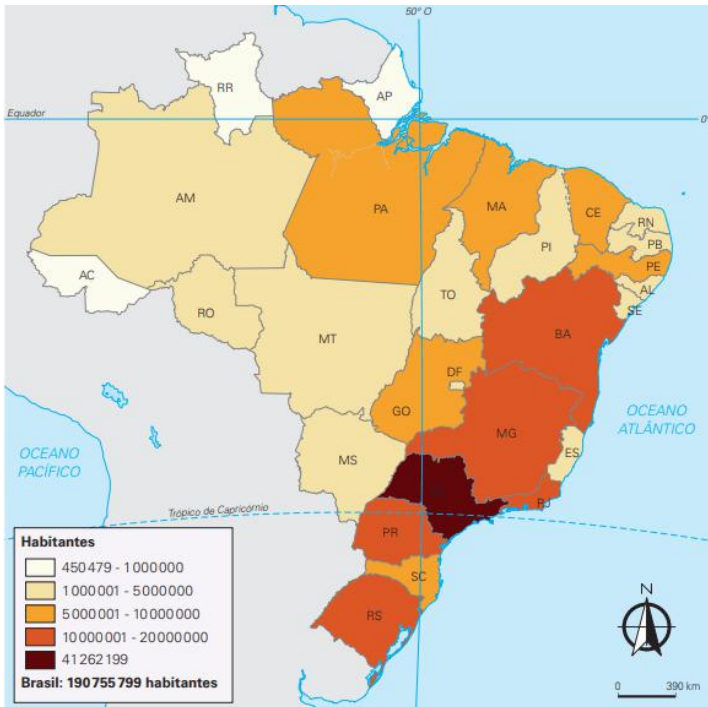 50° O
RR
AP
Equador
0°
AM
PA
MA
CE
RN
PB
PI
PE
AL
SE
AC
TO
RO
BA
MT
DF
GO
MG
OCEANO
ATLÂNTICO
OCEANO
PACÍFICO
MS
ES
RJ
Trópico de Capricórnio
PR
SC
RS
Habitantes
450 479 - 1 000 000
1 000 001 - 5 000 000
5 000 001 - 10 000 000
10 000 001 - 20 000 000
41 262 199
Brasil: 190 755 799 habitantes
N
0 390 km